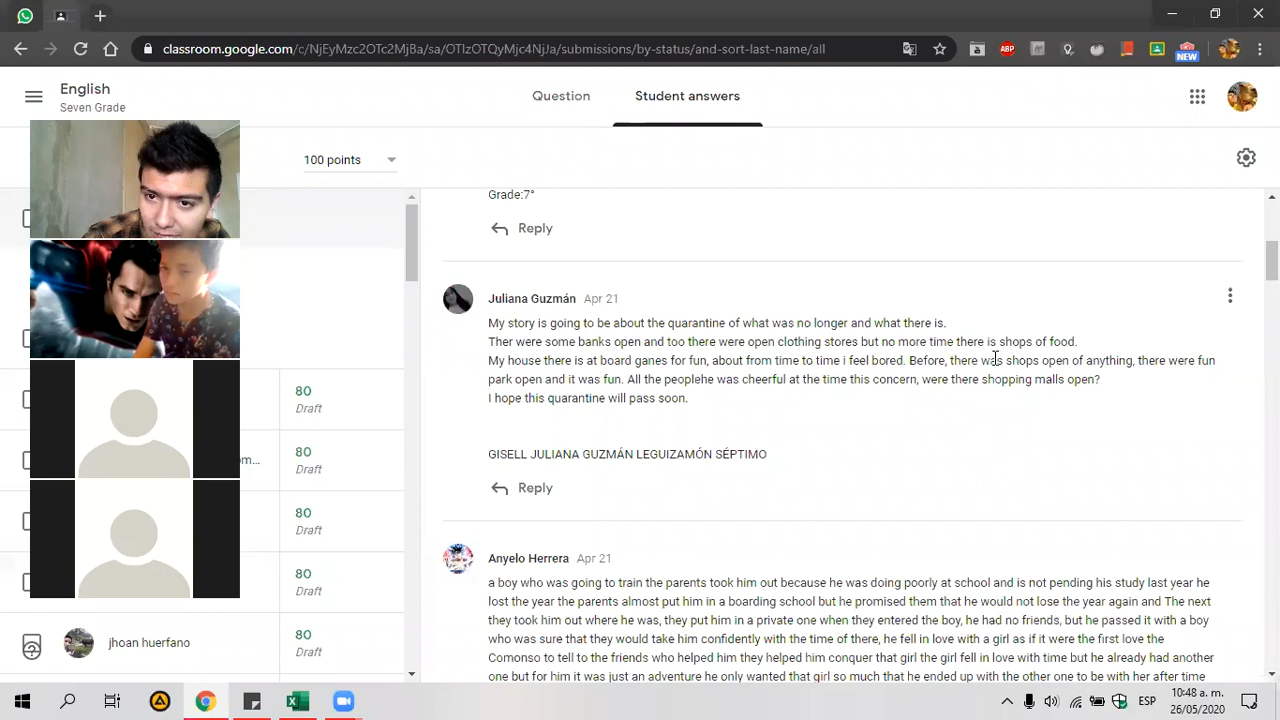 classroom.google.com/c/NjEyMzc2OTc2MjBa/sa/OTIzOTQyMjc4NjJa/submissions/by-status/and-sort-last-name/all
ABP
NEW
English
Seven Grade
Question
Student answers
100 points
Grade:7°
Reply
Juliana Guzmán Apr 21
My story is going to be about the quarantine of what was no longer and what there is.
Ther were some banks open and too there were open clothing stores but no more time there is shops of food.
My house there is at board ganes for fun, about from time to time i feel bored. Before, there was shops open of anything, there were fun
park open and it was fun. All the peoplehe was cheerful at the time this concern, were there shopping malls open?
I hope this quarantine will pass soon.
GISELL JULIANA GUZMÁN LEGUIZAMÓN SÉPTIMO
Reply
Anyelo Herrera Apr 21
a boy who was going to train the parents took him out because he was doing poorly at school and is not pending his study last year he
lost the year the parents almost put him in a boarding school but he promised them that he would not lose the year again and The next
they took him out where he was, they put him in a private one when they entered the boy, he had no friends, but he passed it with a boy
who was sure that they would take him confidently with the time of there, he fell in love with a girl as if it were the first love the
Comonso to tell to the friends who helped him they helped him conquer that girl the girl fell in love with time but he already had another
one but for him it was just an adventure he only wanted that girl so much that he ended up with the other one to be with her after time
80
Draft
om...
80
Draft
80
Draft
80
Draft
jhoan huerfano
80
Draft
ESP
10:48 a. m.
26/05/2020